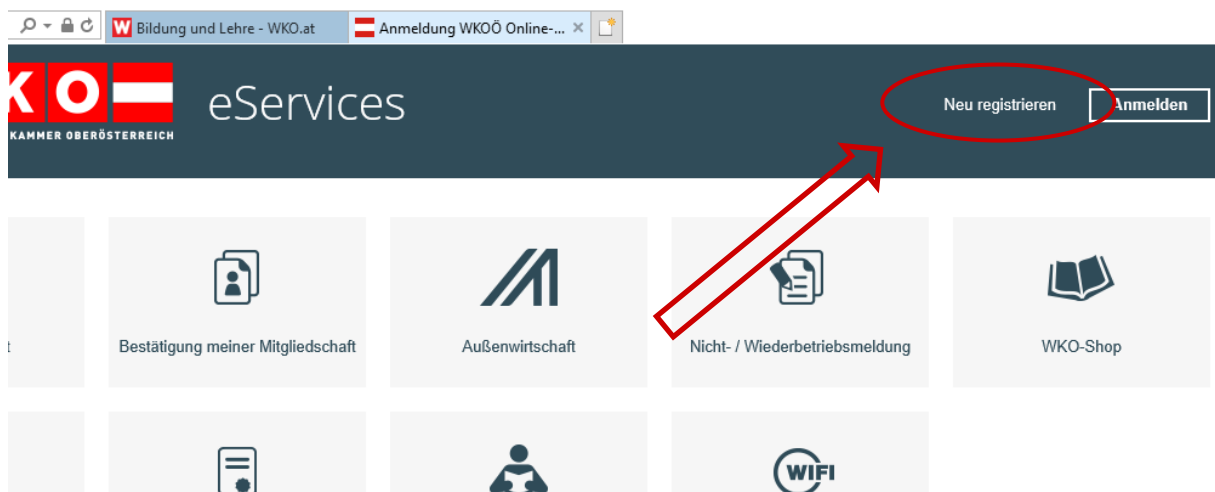 Bildung und Lehre - WKO.at
Anmeldung WKOÖ Online-...
KO
KAMMER OBERÖSTERREICH
eServices
Neu registrieren
Anmelden
t
Bestätigung meiner Mitgliedschaft
Außenwirtschaft
Nicht- / Wiederbetriebsmeldung
WKO-Shop
WIFI